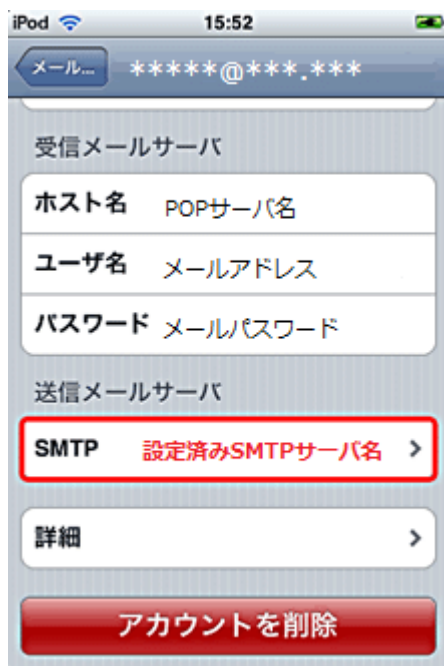 iPod 15:52
メール... *****@***.***
受信メールサーバ
ホスト名 POPサーバ名
ユーザ名 メールアドレス
パスワード メールパスワード
送信メールサーバ
SMTP 設定済みSMTPサーバ名
詳細
アカウントを削除